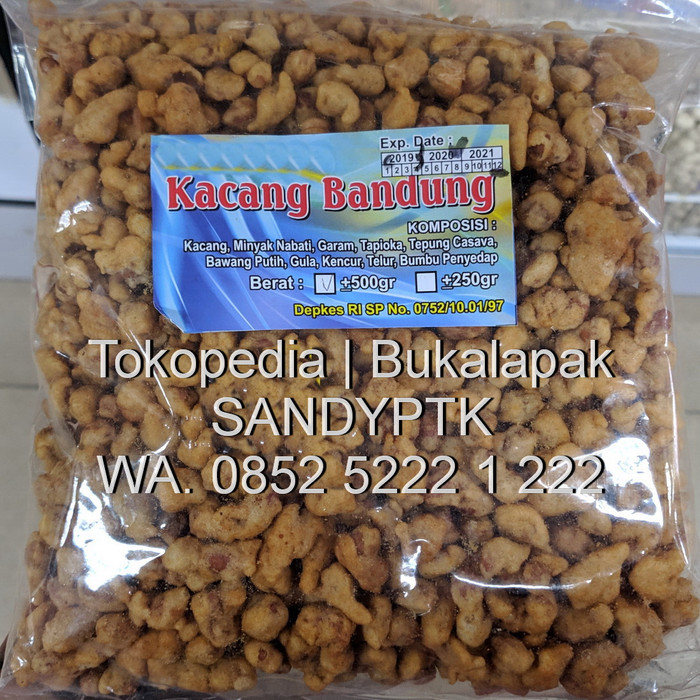 Exp. Date :
2019 2020 2021
1 2 3 4 5 6 7 8 9 10 11 12
Kacang Bandung
KOMPOSISI :
Kacang, Minyak Nabati, Garam, Tapioka, Tepung Casava,
Bawang Putih, Gula, Kencur, Telur, Bumbu Penyedap
Berat : ±500gr ±250gr
Depkes RI SP No. 0752/10.01/97
Tokopedia | Bukalapak
SANDYPTK
WA. 0852 5222 1 222